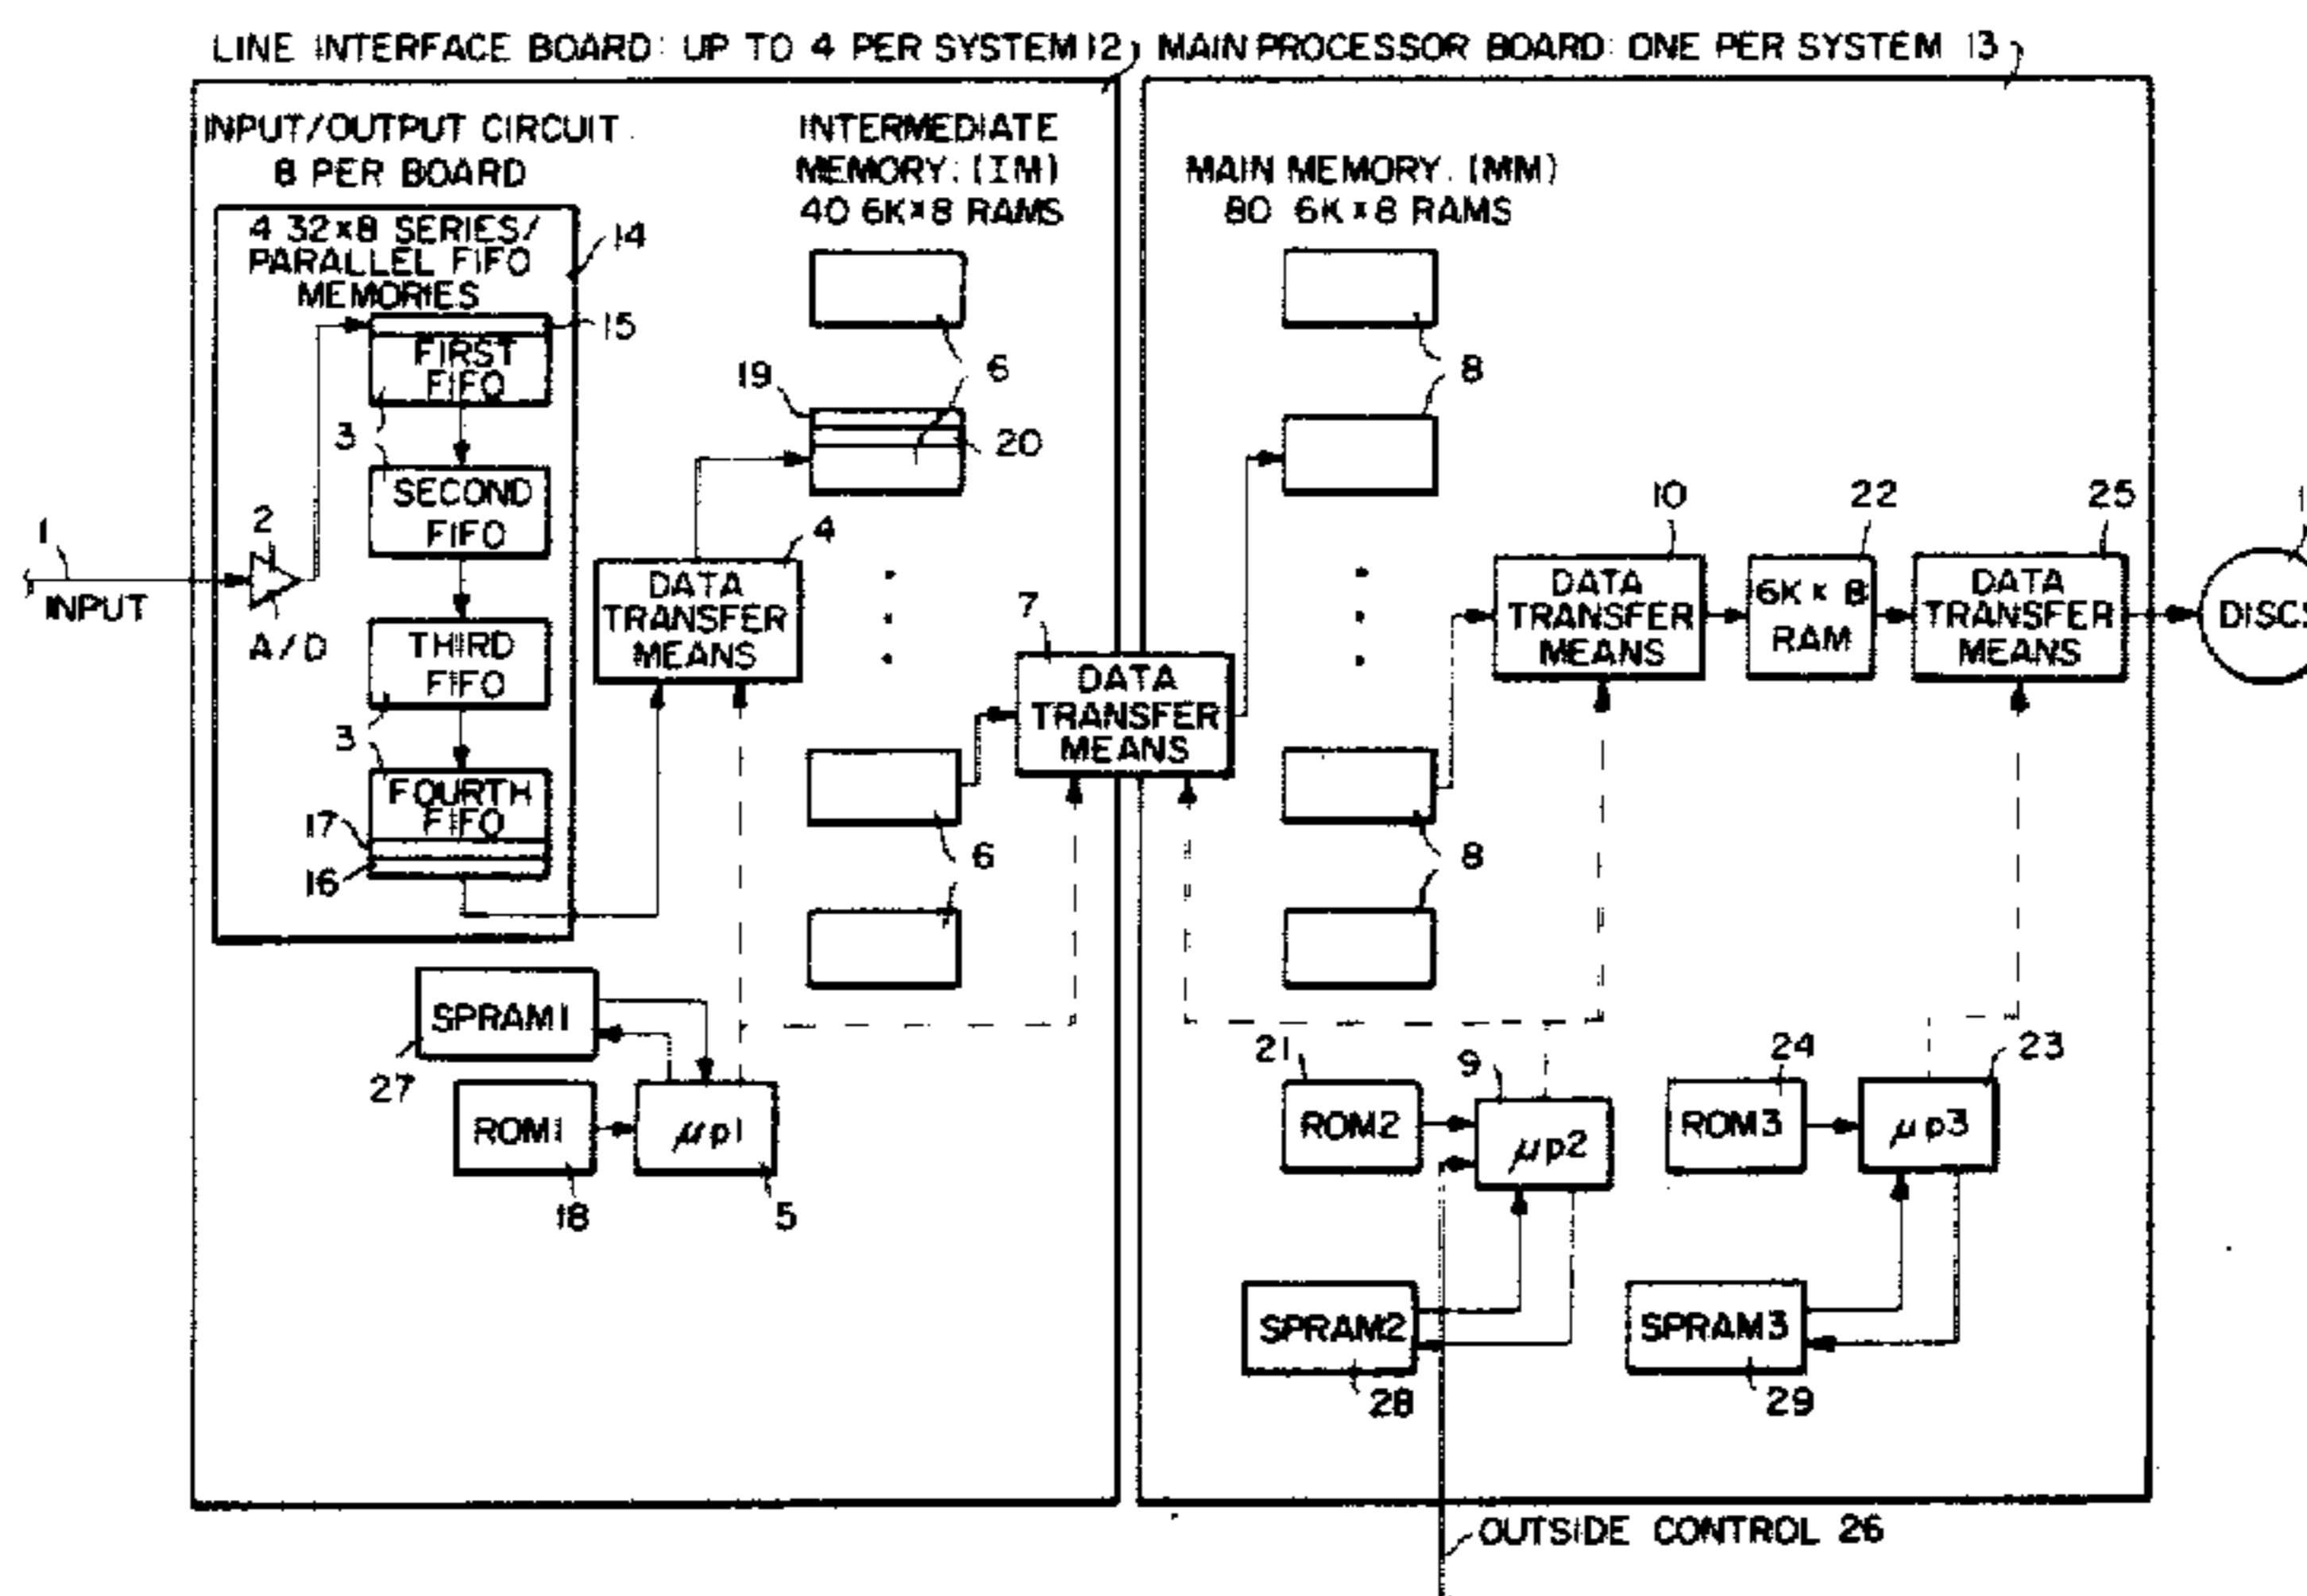 LINE INTERFACE BOARD: UP TO 4 PER SYSTEM 12
MAIN PROCESSOR BOARD: ONE PER SYSTEM 13
INPUT/OUTPUT CIRCUIT
8 PER BOARD
4 32x8 SERIES/
PARALLEL FIFO
MEMORIES
14
15
FIRST
FIFO
3
SECOND
FIFO
THIRD
FIFO
3
FOURTH
FIFO
17
16
1
INPUT
2
A/D
INTERMEDIATE
MEMORY: (IM)
40 6K×8 RAMS
6
19
20
4
DATA
TRANSFER
MEANS
6
7
DATA
TRANSFER
MEANS
SPRAM1
27
ROM1
18
μp1
5
MAIN MEMORY: (MM)
80 6K×8 RAMS
8
8
10
DATA
TRANSFER
MEANS
22
6K × 8
RAM
25
DATA
TRANSFER
MEANS
21
ROM2
9
μp2
24
ROM3
23
μp3
SPRAM2
28
SPRAM3
29
OUTSIDE CONTROL 26